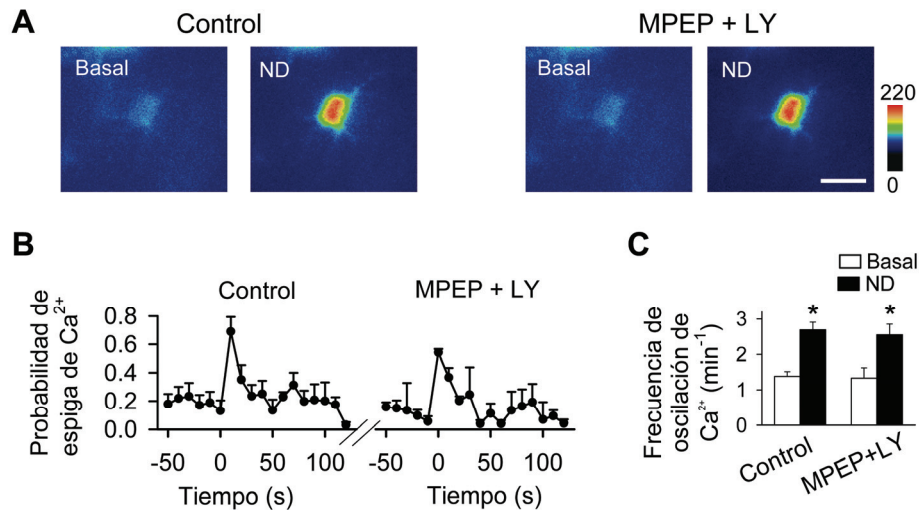 A
Control
MPEP + LY
Basal
ND
Basal
ND
220
0
B
Probabilidad de
espiga de Ca²⁺
Control
MPEP + LY
0.8
0.6
0.4
0.2
0.0
-50 0 50 100
-50 0 50 100
Tiempo (s)
Tiempo (s)
C
Basal
ND
Frecuencia de
oscilación de
Ca²⁺ (min⁻¹)
3
2
1
0
* *
Control
MPEP+LY